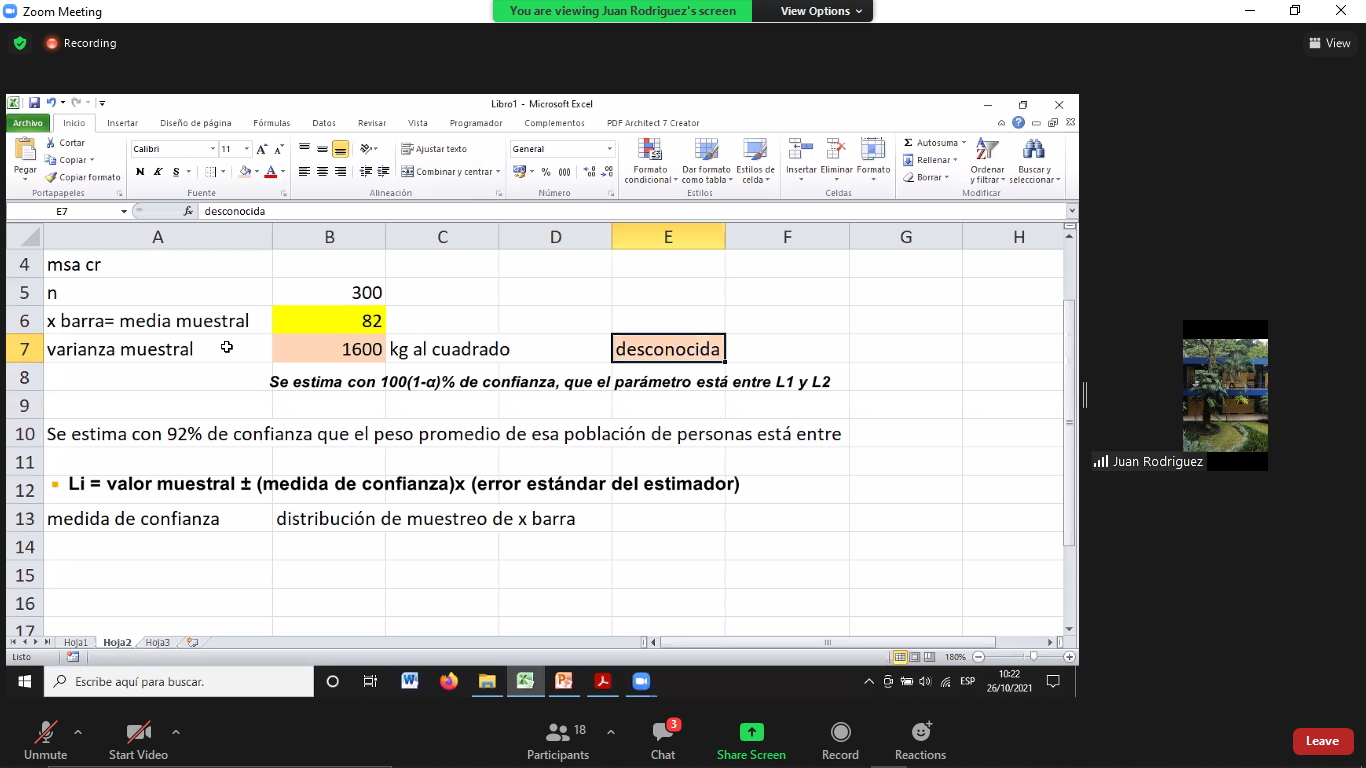 Zoom Meeting
You are viewing Juan Rodriguez's screen
View Options
Recording
View
Libro1 - Microsoft Excel
Archivo
Inicio
Insertar
Diseño de página
Fórmulas
Datos
Revisar
Vista
Programador
Complementos
PDF Architect 7 Creator
Pegar
Cortar
Copiar
Copiar formato
Portapapeles
Calibri
11
N K S
Fuente
Ajustar texto
Combinar y centrar
Alineación
General
% 000
Número
Formato condicional
Dar formato como tabla
Estilos de celda
Estilos
Insertar
Eliminar
Formato
Celdas
Σ Autosuma
Rellenar
Borrar
Ordenar y filtrar
Buscar y seleccionar
Modificar
E7
fx
desconocida
A B C D E F G H
4 msa cr
5 n 300
6 x barra= media muestral 82
7 varianza muestral 1600 kg al cuadrado desconocida
8 Se estima con 100(1-α)% de confianza, que el parámetro está entre L1 y L2
9
10 Se estima con 92% de confianza que el peso promedio de esa población de personas está entre
11
12 Li = valor muestral ± (medida de confianza)x (error estándar del estimador)
13 medida de confianza distribución de muestreo de x barra
14
15
16
17
Hoja1 Hoja2 Hoja3
Listo
180%
Juan Rodriguez
Escribe aquí para buscar.
ESP
10:22
26/10/2021
Unmute
Start Video
Participants
18
Chat
3
Share Screen
Record
Reactions
Leave